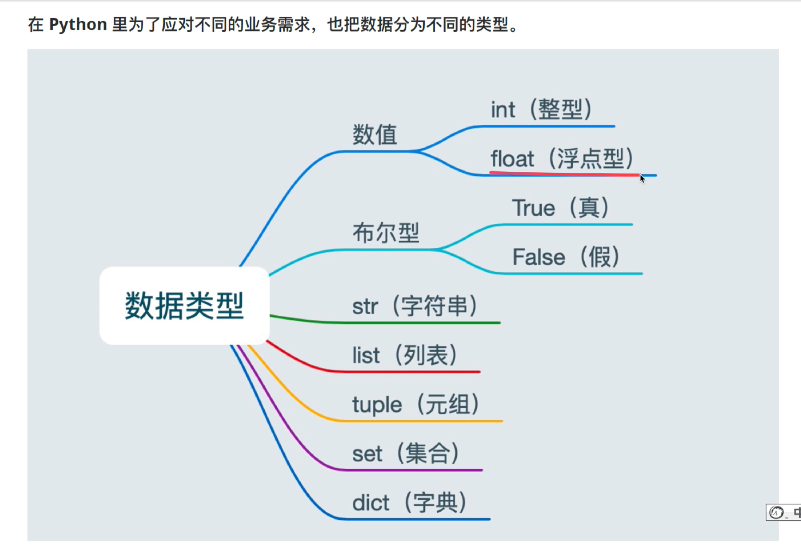 在 Python 里为了应对不同的业务需求，也把数据分为不同的类型。
数据类型
数值
int（整型）
float（浮点型）
布尔型
True（真）
False（假）
str（字符串）
list（列表）
tuple（元组）
set（集合）
dict（字典）